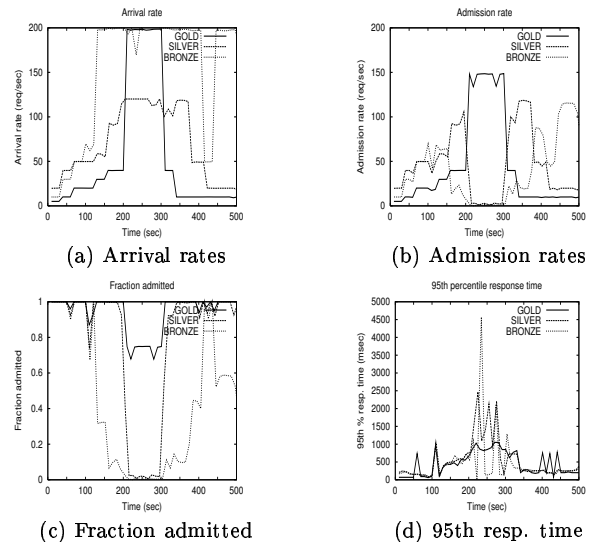 Arrival rate
Arrival rate (req/sec)
200
150
100
50
0
GOLD
SILVER
BRONZE
0 100 200 300 400 500
Time (sec)
(a) Arrival rates
Admission rate
Admission rate (req/sec)
200
150
100
50
0
GOLD
SILVER
BRONZE
0 100 200 300 400 500
Time (sec)
(b) Admission rates
Fraction admitted
Fraction admitted
1
0.8
0.6
0.4
0.2
0
GOLD
SILVER
BRONZE
0 100 200 300 400 500
Time (sec)
(c) Fraction admitted
95th percentile response time
95th % resp. time (msec)
5000
4500
4000
3500
3000
2500
2000
1500
1000
500
0
GOLD
SILVER
BRONZE
0 100 200 300 400 500
Time (sec)
(d) 95th resp. time